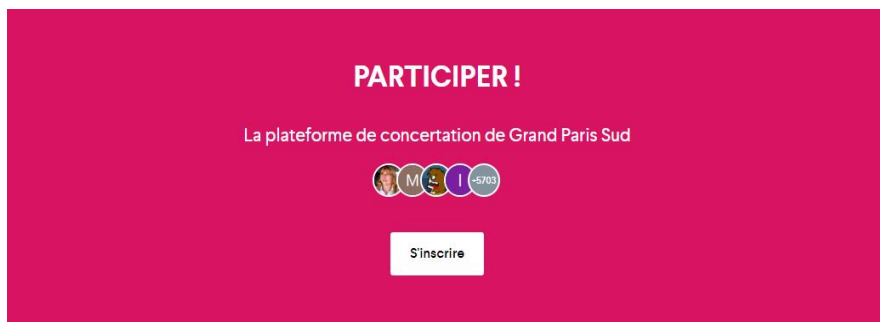 PARTICIPER !
La plateforme de concertation de Grand Paris Sud
M I +5703
S'inscrire